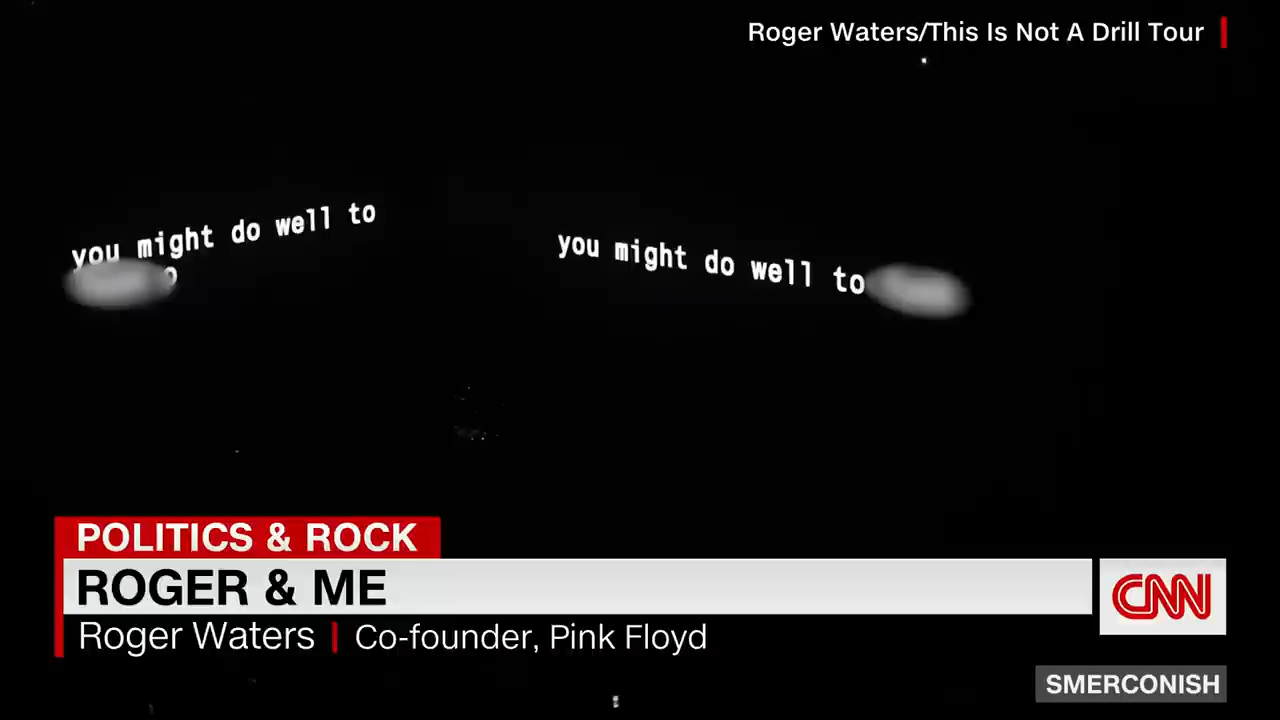 Roger Waters/This Is Not A Drill Tour
you might do well to
you might do well to
POLITICS & ROCK
ROGER & ME
CNN
Roger Waters | Co-founder, Pink Floyd
SMERCONISH